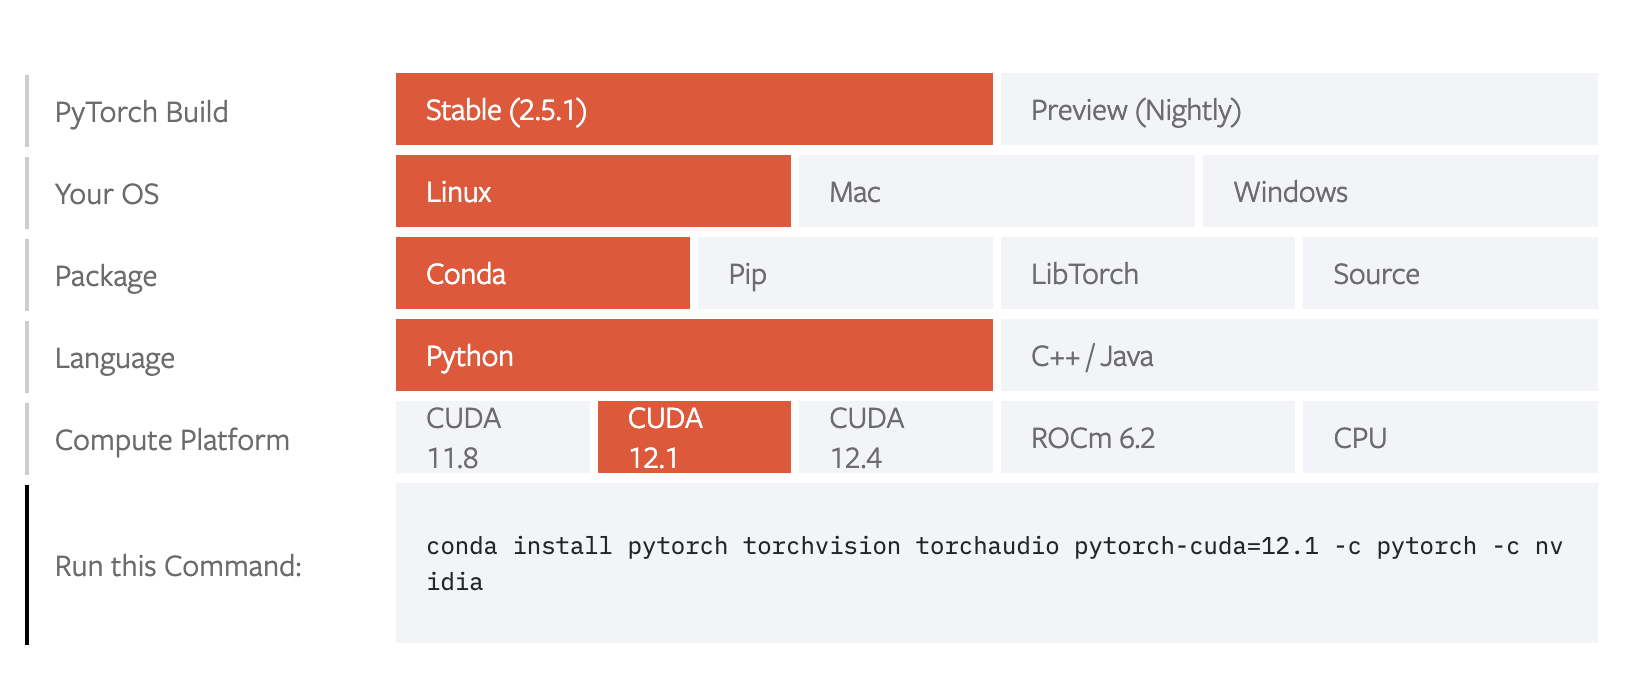 PyTorch Build
Stable (2.5.1)
Preview (Nightly)
Your OS
Linux
Mac
Windows
Package
Conda
Pip
LibTorch
Source
Language
Python
C++ / Java
Compute Platform
CUDA
11.8
CUDA
12.1
CUDA
12.4
ROCm 6.2
CPU
Run this Command:
conda install pytorch torchvision torchaudio pytorch-cuda=12.1 -c pytorch -c nv
idia